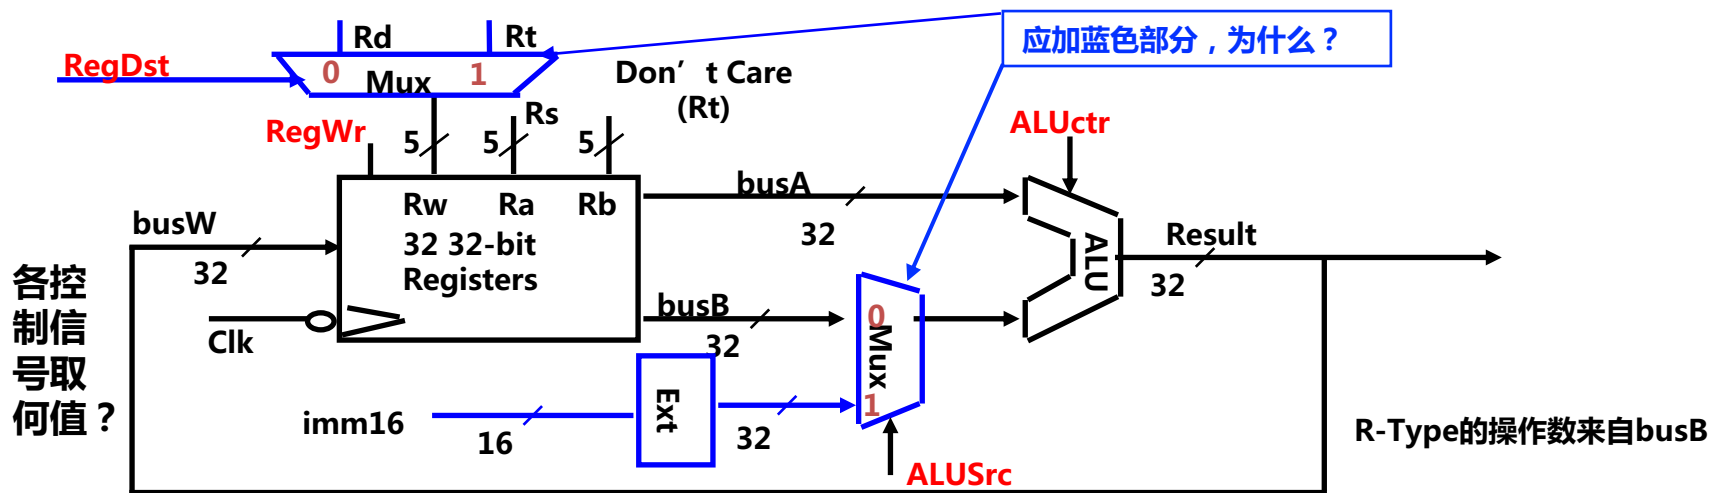 Rd
Rt
应加蓝色部分，为什么？
RegDst
0
1
Mux
Don’t Care
(Rt)
Rs
RegWr
5
5
5
ALUctr
busA
32
Rw
Ra
Rb
32 32-bit
Registers
busW
32
ALU
Result
32
各控
制信
号取
何值？
Clk
busB
32
0
Mux
1
Ext
imm16
16
32
ALUSrc
R-Type的操作数来自busB